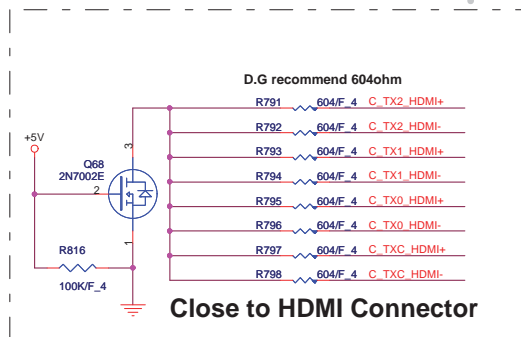 D.G recommend 604ohm
R791 604/F_4 C_TX2_HDMI+
R792 604/F_4 C_TX2_HDMI-
+5V
R793 604/F_4 C_TX1_HDMI+
3
Q68
2N7002E
R794 604/F_4 C_TX1_HDMI-
2
R795 604/F_4 C_TX0_HDMI+
R796 604/F_4 C_TX0_HDMI-
1
R816
R797 604/F_4 C_TXC_HDMI+
R798 604/F_4 C_TXC_HDMI-
100K/F_4
Close to HDMI Connector